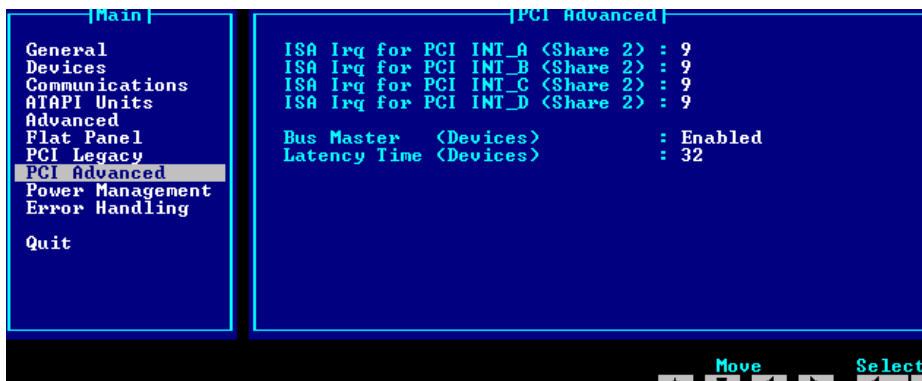 Main
General
Devices
Communications
ATAPI Units
Advanced
Flat Panel
PCI Legacy
PCI Advanced
Power Management
Error Handling
Quit
PCI Advanced
ISA Irq for PCI INT_A (Share 2) : 9
ISA Irq for PCI INT_B (Share 2) : 9
ISA Irq for PCI INT_C (Share 2) : 9
ISA Irq for PCI INT_D (Share 2) : 9
Bus Master (Devices) : Enabled
Latency Time (Devices) : 32
Move Select